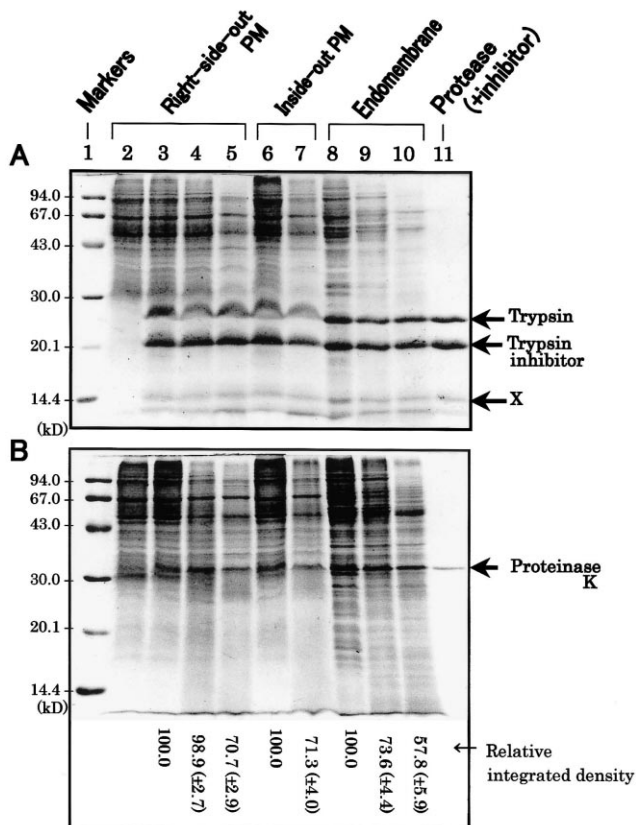 Markers
Right-side-out
PM
Inside-out PM
Endomembrane
Protease
(+inhibitor)
1 2 3 4 5 6 7 8 9 10 11
A
94.0
67.0
43.0
30.0
20.1
14.4
(kD)
Trypsin
Trypsin
inhibitor
X
B
94.0
67.0
43.0
30.0
20.1
14.4
(kD)
Proteinase
K
100.0
98.9 (±2.7)
70.7 (±2.9)
100.0
71.3 (±4.0)
100.0
73.6 (±4.4)
57.8 (±5.9)
← Relative
integrated density